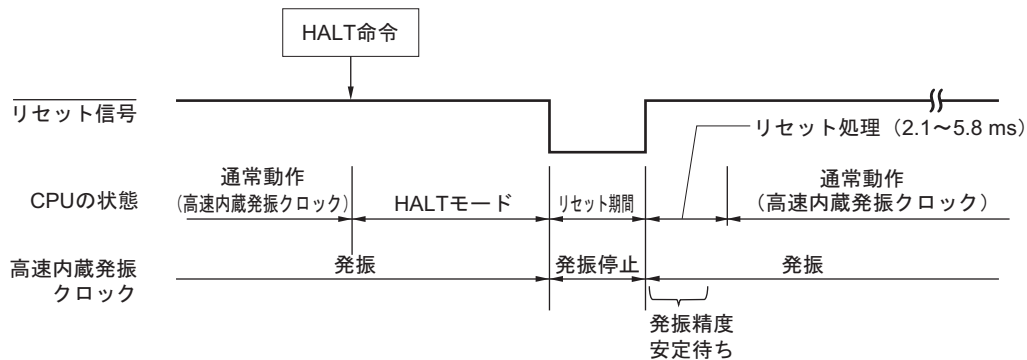 HALT命令
リセット信号
リセット処理（2.1～5.8 ms）
CPUの状態
通常動作
（高速内蔵発振クロック）
HALTモード
リセット期間
通常動作
（高速内蔵発振クロック）
高速内蔵発振
クロック
発振
発振停止
発振
発振精度
安定待ち